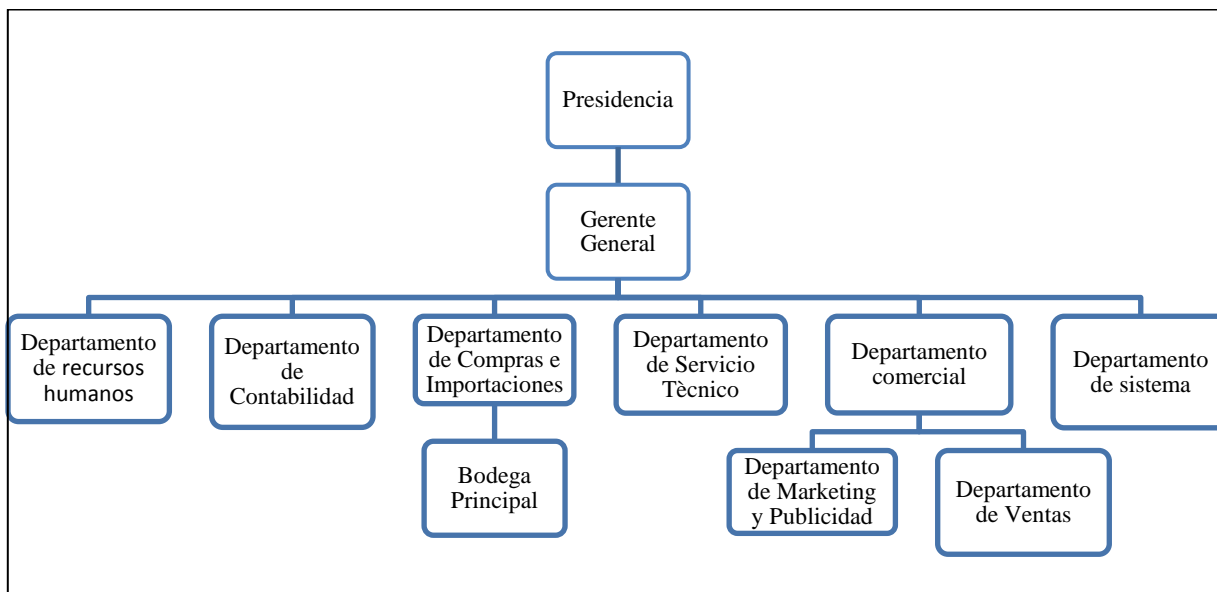 Presidencia
Gerente
General
Departamento
de recursos
humanos
Departamento
de
Contabilidad
Departamento
de Compras e
Importaciones
Departamento
de Servicio
Tècnico
Departamento
comercial
Departamento
de sistema
Bodega
Principal
Departamento
de Marketing
y Publicidad
Departamento
de Ventas